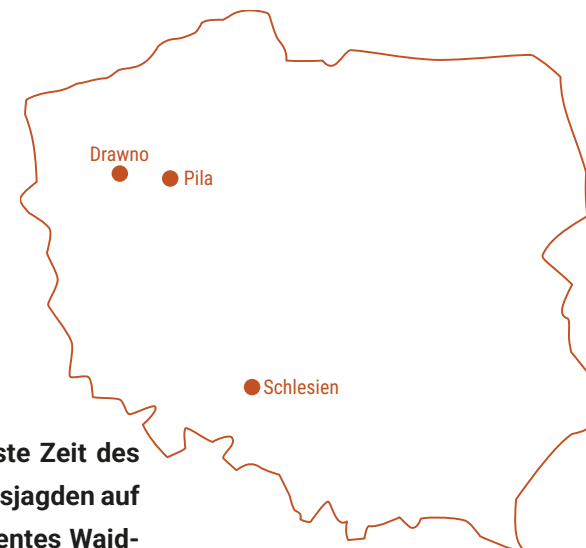 Drawno
Pila
Schlesien
ste Zeit des
sjagden auf
entes Waid-